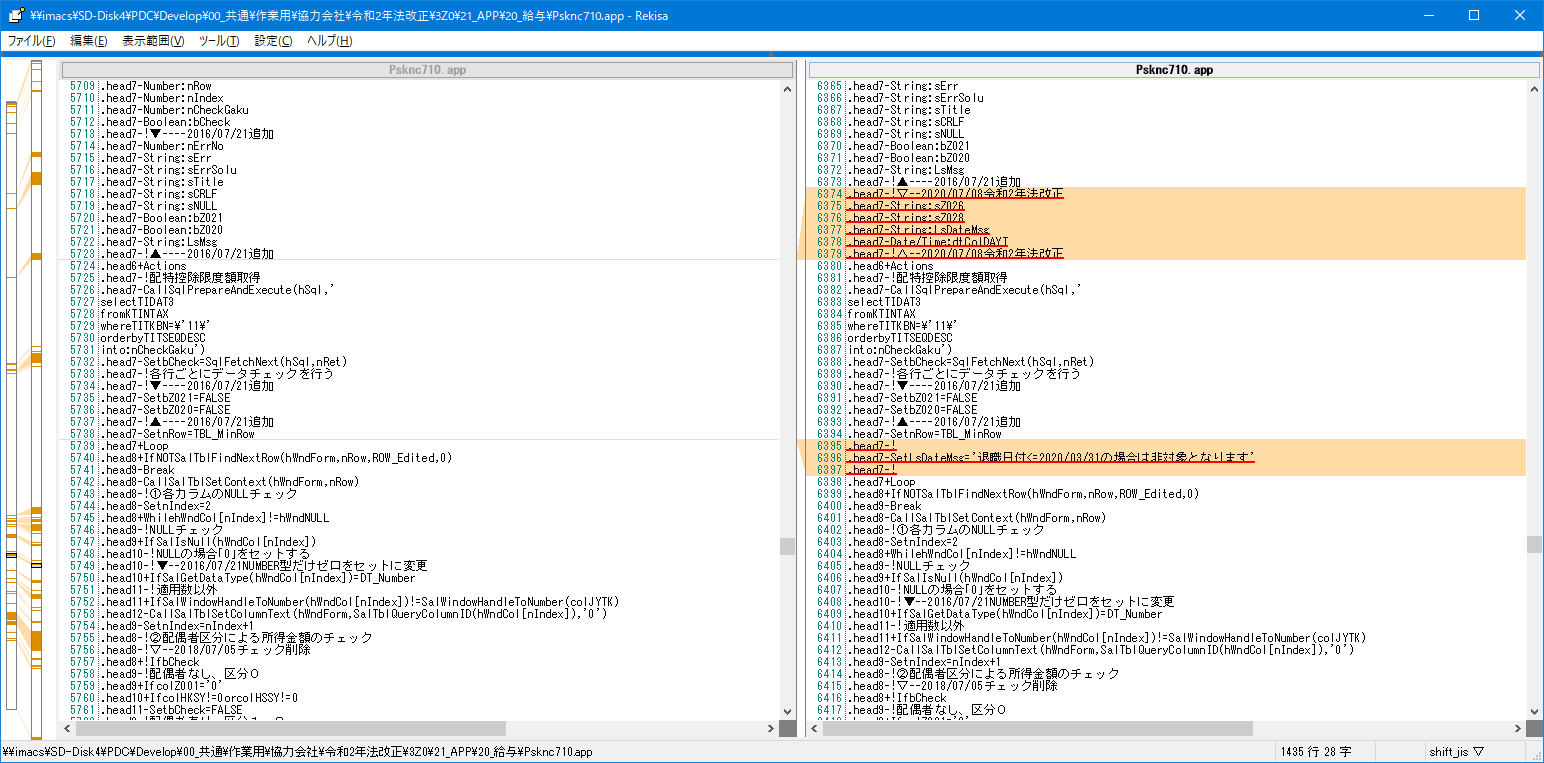 ¥¥imacs¥SD-Disk4¥PDC¥Develop¥00_共通¥作業用¥協力会社¥令和2年法改正¥3Z0¥21_APP¥20_給与¥Psknc710.app - Rekisa
ファイル(F) 編集(E) 表示範囲(V) ツール(T) 設定(C) ヘルプ(H)
Psknc710. app
5709 .head7-Number:nRow
5710 .head7-Number:nIndex
5711 .head7-Number:nCheckGaku
5712 .head7-Boolean:bCheck
5713 .head7-!▼----2016/07/21追加
5714 .head7-Number:nErrNo
5715 .head7-String:sErr
5716 .head7-String:sErrSolu
5717 .head7-String:sTitle
5718 .head7-String:sCRLF
5719 .head7-String:sNULL
5720 .head7-Boolean:bZ021
5721 .head7-Boolean:bZ020
5722 .head7-String:LsMsg
5723 .head7-!▲----2016/07/21追加
5724 .head6+Actions
5725 .head7-!配特控除限度額取得
5726 .head7-CallSqlPrepareAndExecute(hSql,'
5727 selectTIDAT3
5728 fromKTINTAX
5729 whereTITKBN=¥'11¥'
5730 orderbyTITSEQDESC
5731 into:nCheckGaku')
5732 .head7-SetbCheck=SqlFetchNext(hSql,nRet)
5733 .head7-!各行ごとにデータチェックを行う
5734 .head7-!▼----2016/07/21追加
5735 .head7-SetbZ021=FALSE
5736 .head7-SetbZ020=FALSE
5737 .head7-!▲----2016/07/21追加
5738 .head7-SetnRow=TBL_MinRow
5739 .head7+Loop
5740 .head8+IfNOTSalTblFindNextRow(hWndForm,nRow,ROW_Edited,0)
5741 .head9-Break
5742 .head8-CallSalTblSetContext(hWndForm,nRow)
5743 .head8-!①各カラムのNULLチェック
5744 .head8-SetnIndex=2
5745 .head8+WhilehWndCol[nIndex]!=hWndNULL
5746 .head9-!NULLチェック
5747 .head9+IfSalIsNull(hWndCol[nIndex])
5748 .head10-!NULLの場合「0」をセットする
5749 .head10-!▼--2016/07/21NUMBER型だけゼロをセットに変更
5750 .head10+IfSalGetDataType(hWndCol[nIndex])=DT_Number
5751 .head11-!適用数以外
5752 .head11+IfSalWindowHandleToNumber(hWndCol[nIndex])!=SalWindowHandleToNumber(colJYTK)
5753 .head12-CallSalTblSetColumnText(hWndForm,SalTblQueryColumnID(hWndCol[nIndex]),'0')
5754 .head9-SetnIndex=nIndex+1
5755 .head8-!②配偶者区分による所得金額のチェック
5756 .head8-!▽--2018/07/05チェック削除
5757 .head8+!IfbCheck
5758 .head9-!配偶者なし、区分０
5759 .head9+IfcolZ001='0'
5760 .head10+IfcolHKSY!=0orcolHSSY!=0
5761 .head11-SetbCheck=FALSE
Psknc710. app
6365 .head7-String:sErr
6366 .head7-String:sErrSolu
6367 .head7-String:sTitle
6368 .head7-String:sCRLF
6369 .head7-String:sNULL
6370 .head7-Boolean:bZ021
6371 .head7-Boolean:bZ020
6372 .head7-String:LsMsg
6373 .head7-!▲----2016/07/21追加
6374 .head7-!▽--2020/07/08令和2年法改正
6375 .head7-String:sZ026
6376 .head7-String:sZ028
6377 .head7-String:LsDateMsg
6378 .head7-Date/Time:dtColDAYT
6379 .head7-!△--2020/07/08令和2年法改正
6380 .head6+Actions
6381 .head7-!配特控除限度額取得
6382 .head7-CallSqlPrepareAndExecute(hSql,'
6383 selectTIDAT3
6384 fromKTINTAX
6385 whereTITKBN=¥'11¥'
6386 orderbyTITSEQDESC
6387 into:nCheckGaku')
6388 .head7-SetbCheck=SqlFetchNext(hSql,nRet)
6389 .head7-!各行ごとにデータチェックを行う
6390 .head7-!▼----2016/07/21追加
6391 .head7-SetbZ021=FALSE
6392 .head7-SetbZ020=FALSE
6393 .head7-!▲----2016/07/21追加
6394 .head7-SetnRow=TBL_MinRow
6395 .head7-!
6396 .head7-SetLsDateMsg='退職日付<=2020/03/31の場合は非対象となります'
6397 .head7-!
6398 .head7+Loop
6399 .head8+IfNOTSalTblFindNextRow(hWndForm,nRow,ROW_Edited,0)
6400 .head9-Break
6401 .head8-CallSalTblSetContext(hWndForm,nRow)
6402 .head8-!①各カラムのNULLチェック
6403 .head8-SetnIndex=2
6404 .head8+WhilehWndCol[nIndex]!=hWndNULL
6405 .head9-!NULLチェック
6406 .head9+IfSalIsNull(hWndCol[nIndex])
6407 .head10-!NULLの場合「0」をセットする
6408 .head10-!▼--2016/07/21NUMBER型だけゼロをセットに変更
6409 .head10+IfSalGetDataType(hWndCol[nIndex])=DT_Number
6410 .head11-!適用数以外
6411 .head11+IfSalWindowHandleToNumber(hWndCol[nIndex])!=SalWindowHandleToNumber(colJYTK)
6412 .head12-CallSalTblSetColumnText(hWndForm,SalTblQueryColumnID(hWndCol[nIndex]),'0')
6413 .head9-SetnIndex=nIndex+1
6414 .head8-!②配偶者区分による所得金額のチェック
6415 .head8-!▽--2018/07/05チェック削除
6416 .head8+!IfbCheck
6417 .head9-!配偶者なし、区分０
¥¥imacs¥SD-Disk4¥PDC¥Develop¥00_共通¥作業用¥協力会社¥令和2年法改正¥3Z0¥21_APP¥20_給与¥Psknc710.app
1435 行 28 字
shift_jis ▽